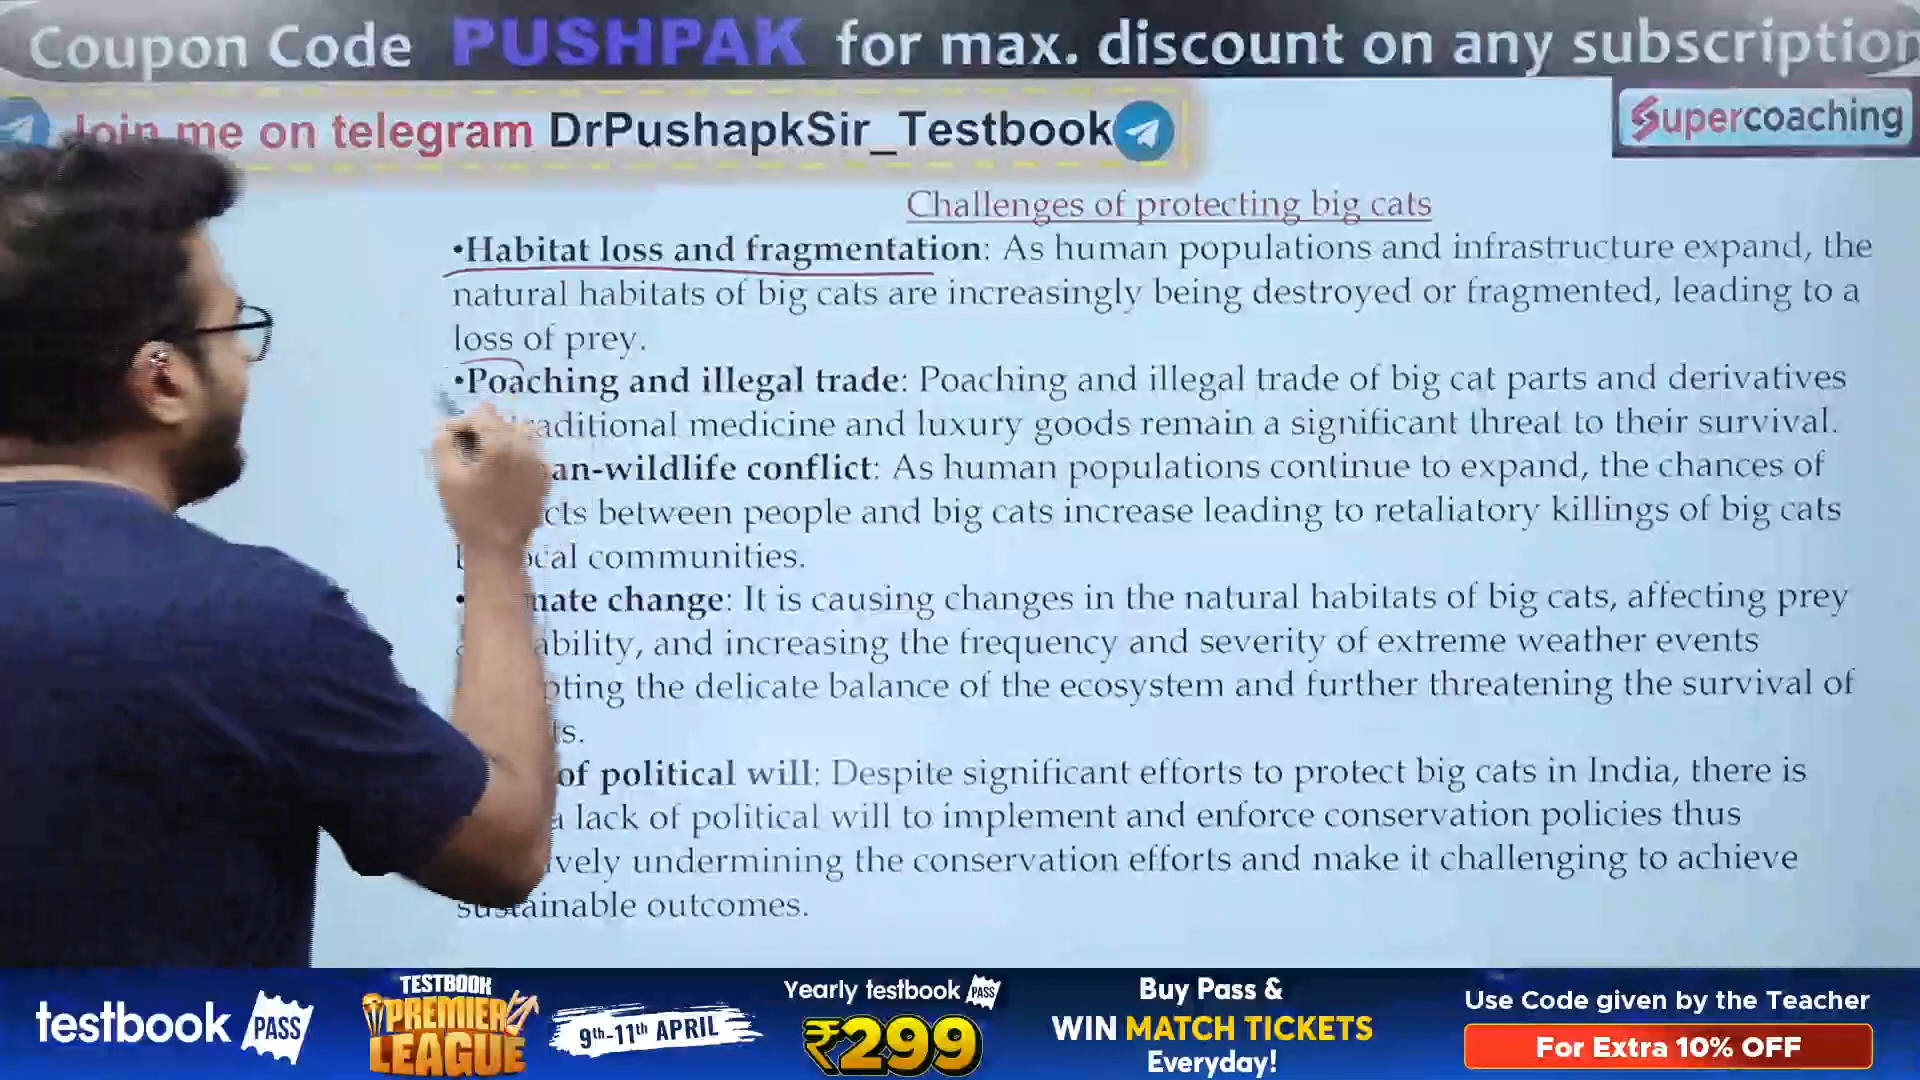 Coupon Code PUSHPAK for max. discount on any subscription
Join me on telegram DrPushapkSir_Testbook
Supercoaching
Challenges of protecting big cats
•Habitat loss and fragmentation: As human populations and infrastructure expand, the
natural habitats of big cats are increasingly being destroyed or fragmented, leading to a
loss of prey.
•Poaching and illegal trade: Poaching and illegal trade of big cat parts and derivatives
medicine and luxury goods remain a significant threat to their survival.
conflict: As human populations continue to expand, the chances of
between people and big cats increase leading to retaliatory killings of big cats
communities.
change: It is causing changes in the natural habitats of big cats, affecting prey
and increasing the frequency and severity of extreme weather events
the delicate balance of the ecosystem and further threatening the survival of
of political will: Despite significant efforts to protect big cats in India, there is
a lack of political will to implement and enforce conservation policies thus
undermining the conservation efforts and make it challenging to achieve
sustainable outcomes.
testbook PASS
TESTBOOK
PREMIER
LEAGUE
9th-11th APRIL
Yearly testbook PASS
₹299
Buy Pass &
WIN MATCH TICKETS
Everyday!
Use Code given by the Teacher
For Extra 10% OFF